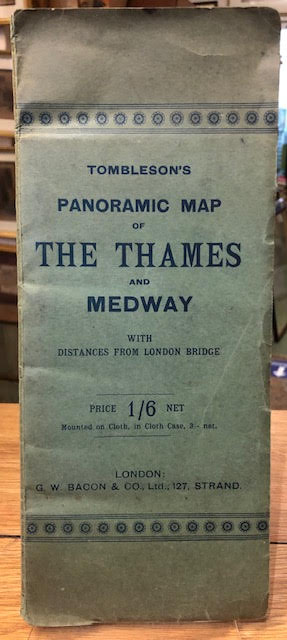 TOMBLESON'S
PANORAMIC MAP
OF
THE THAMES
AND
MEDWAY
WITH
DISTANCES FROM LONDON BRIDGE
PRICE 1/6 NET
Mounted on Cloth, in Cloth Case, 3/- net.
LONDON:
G. W. BACON & CO., Ltd., 127, STRAND.